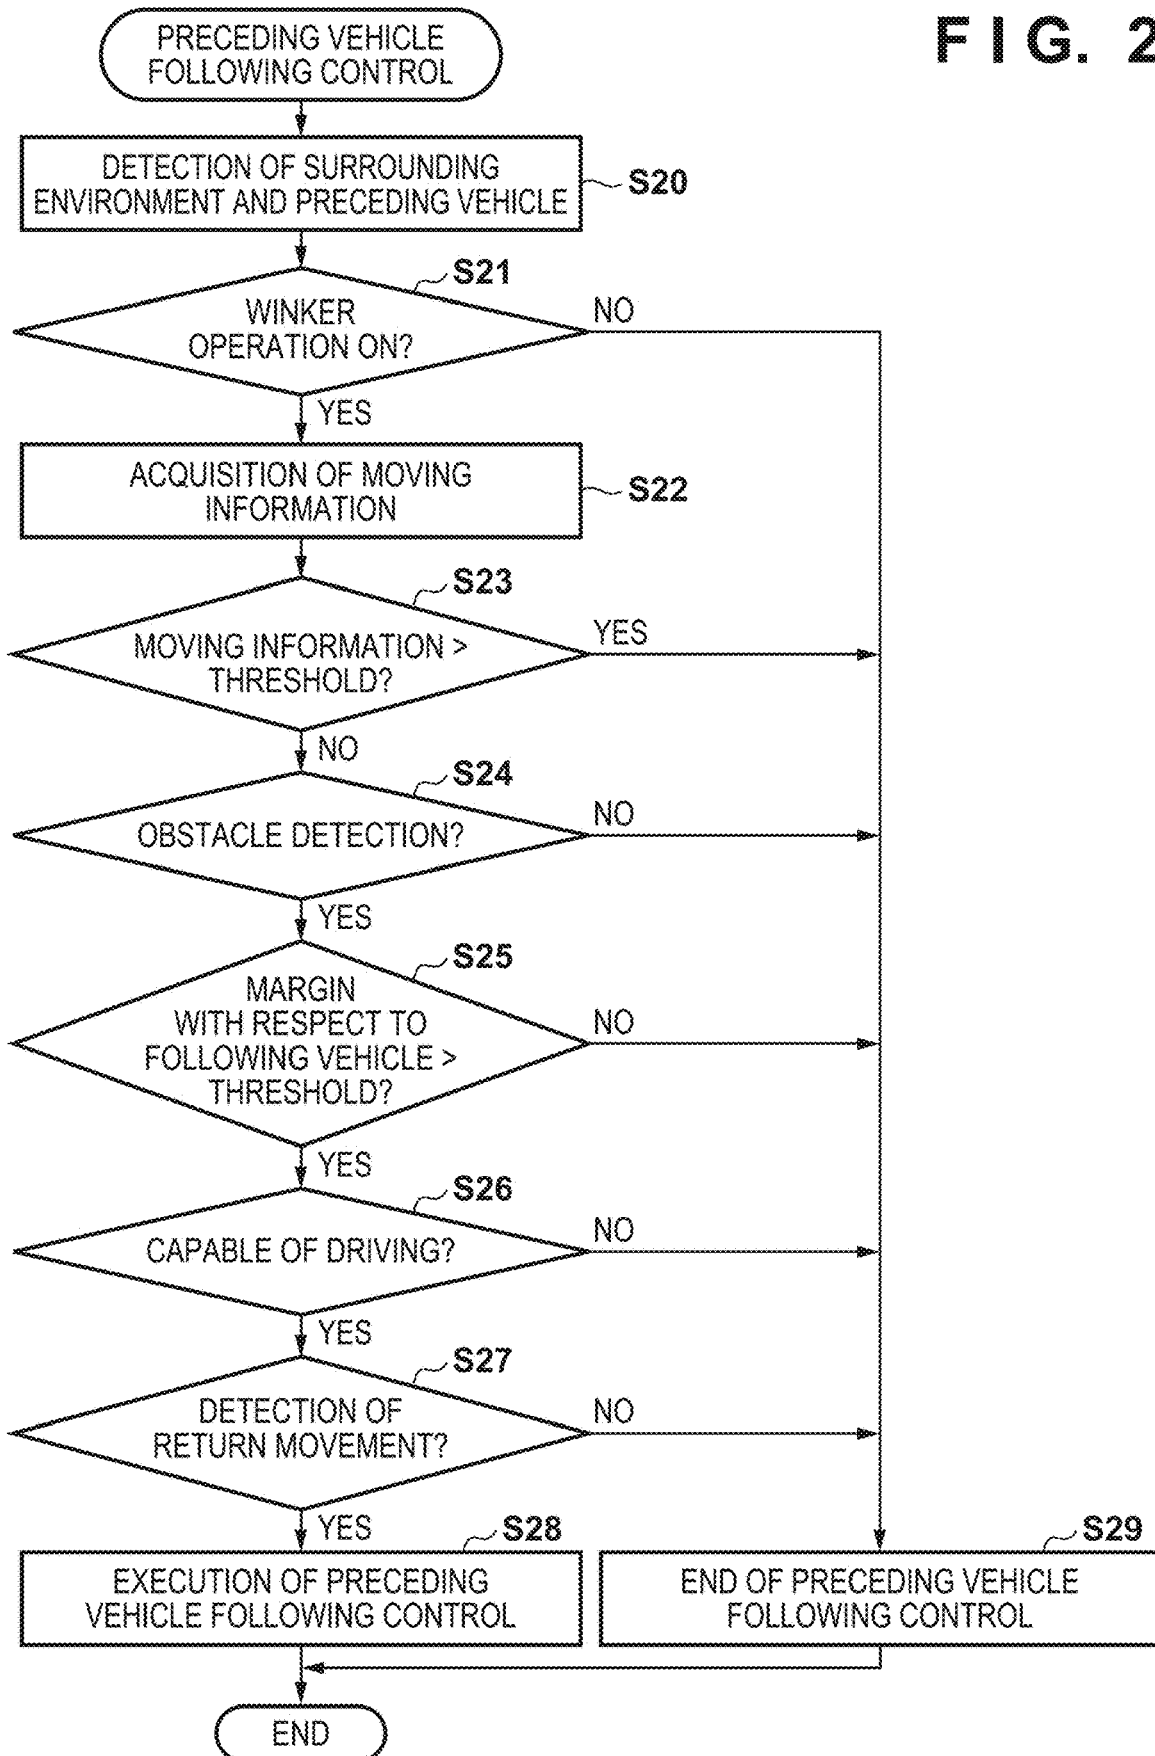 FIG. 2
PRECEDING VEHICLE
FOLLOWING CONTROL
DETECTION OF SURROUNDING
ENVIRONMENT AND PRECEDING VEHICLE
S20
S21
WINKER
OPERATION ON?
NO
YES
ACQUISITION OF MOVING
INFORMATION
S22
S23
MOVING INFORMATION >
THRESHOLD?
YES
NO
S24
OBSTACLE DETECTION?
NO
YES
S25
MARGIN
WITH RESPECT TO
FOLLOWING VEHICLE >
THRESHOLD?
NO
YES
S26
CAPABLE OF DRIVING?
NO
YES
S27
DETECTION OF
RETURN MOVEMENT?
NO
YES
S28
EXECUTION OF PRECEDING
VEHICLE FOLLOWING CONTROL
S29
END OF PRECEDING VEHICLE
FOLLOWING CONTROL
END